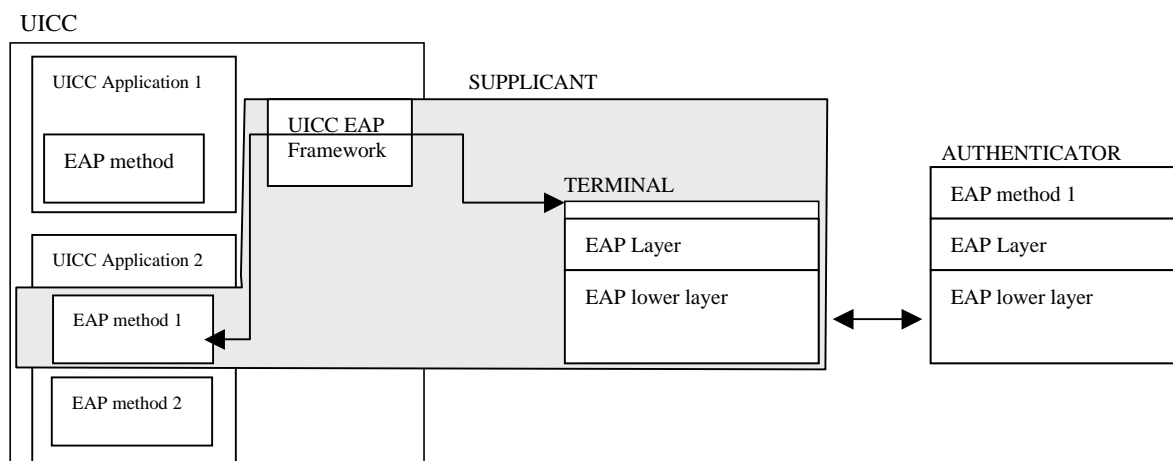 UICC
UICC Application 1
EAP method
UICC Application 2
EAP method 1
EAP method 2
SUPPLICANT
UICC EAP
Framework
TERMINAL
EAP Layer
EAP lower layer
AUTHENTICATOR
EAP method 1
EAP Layer
EAP lower layer